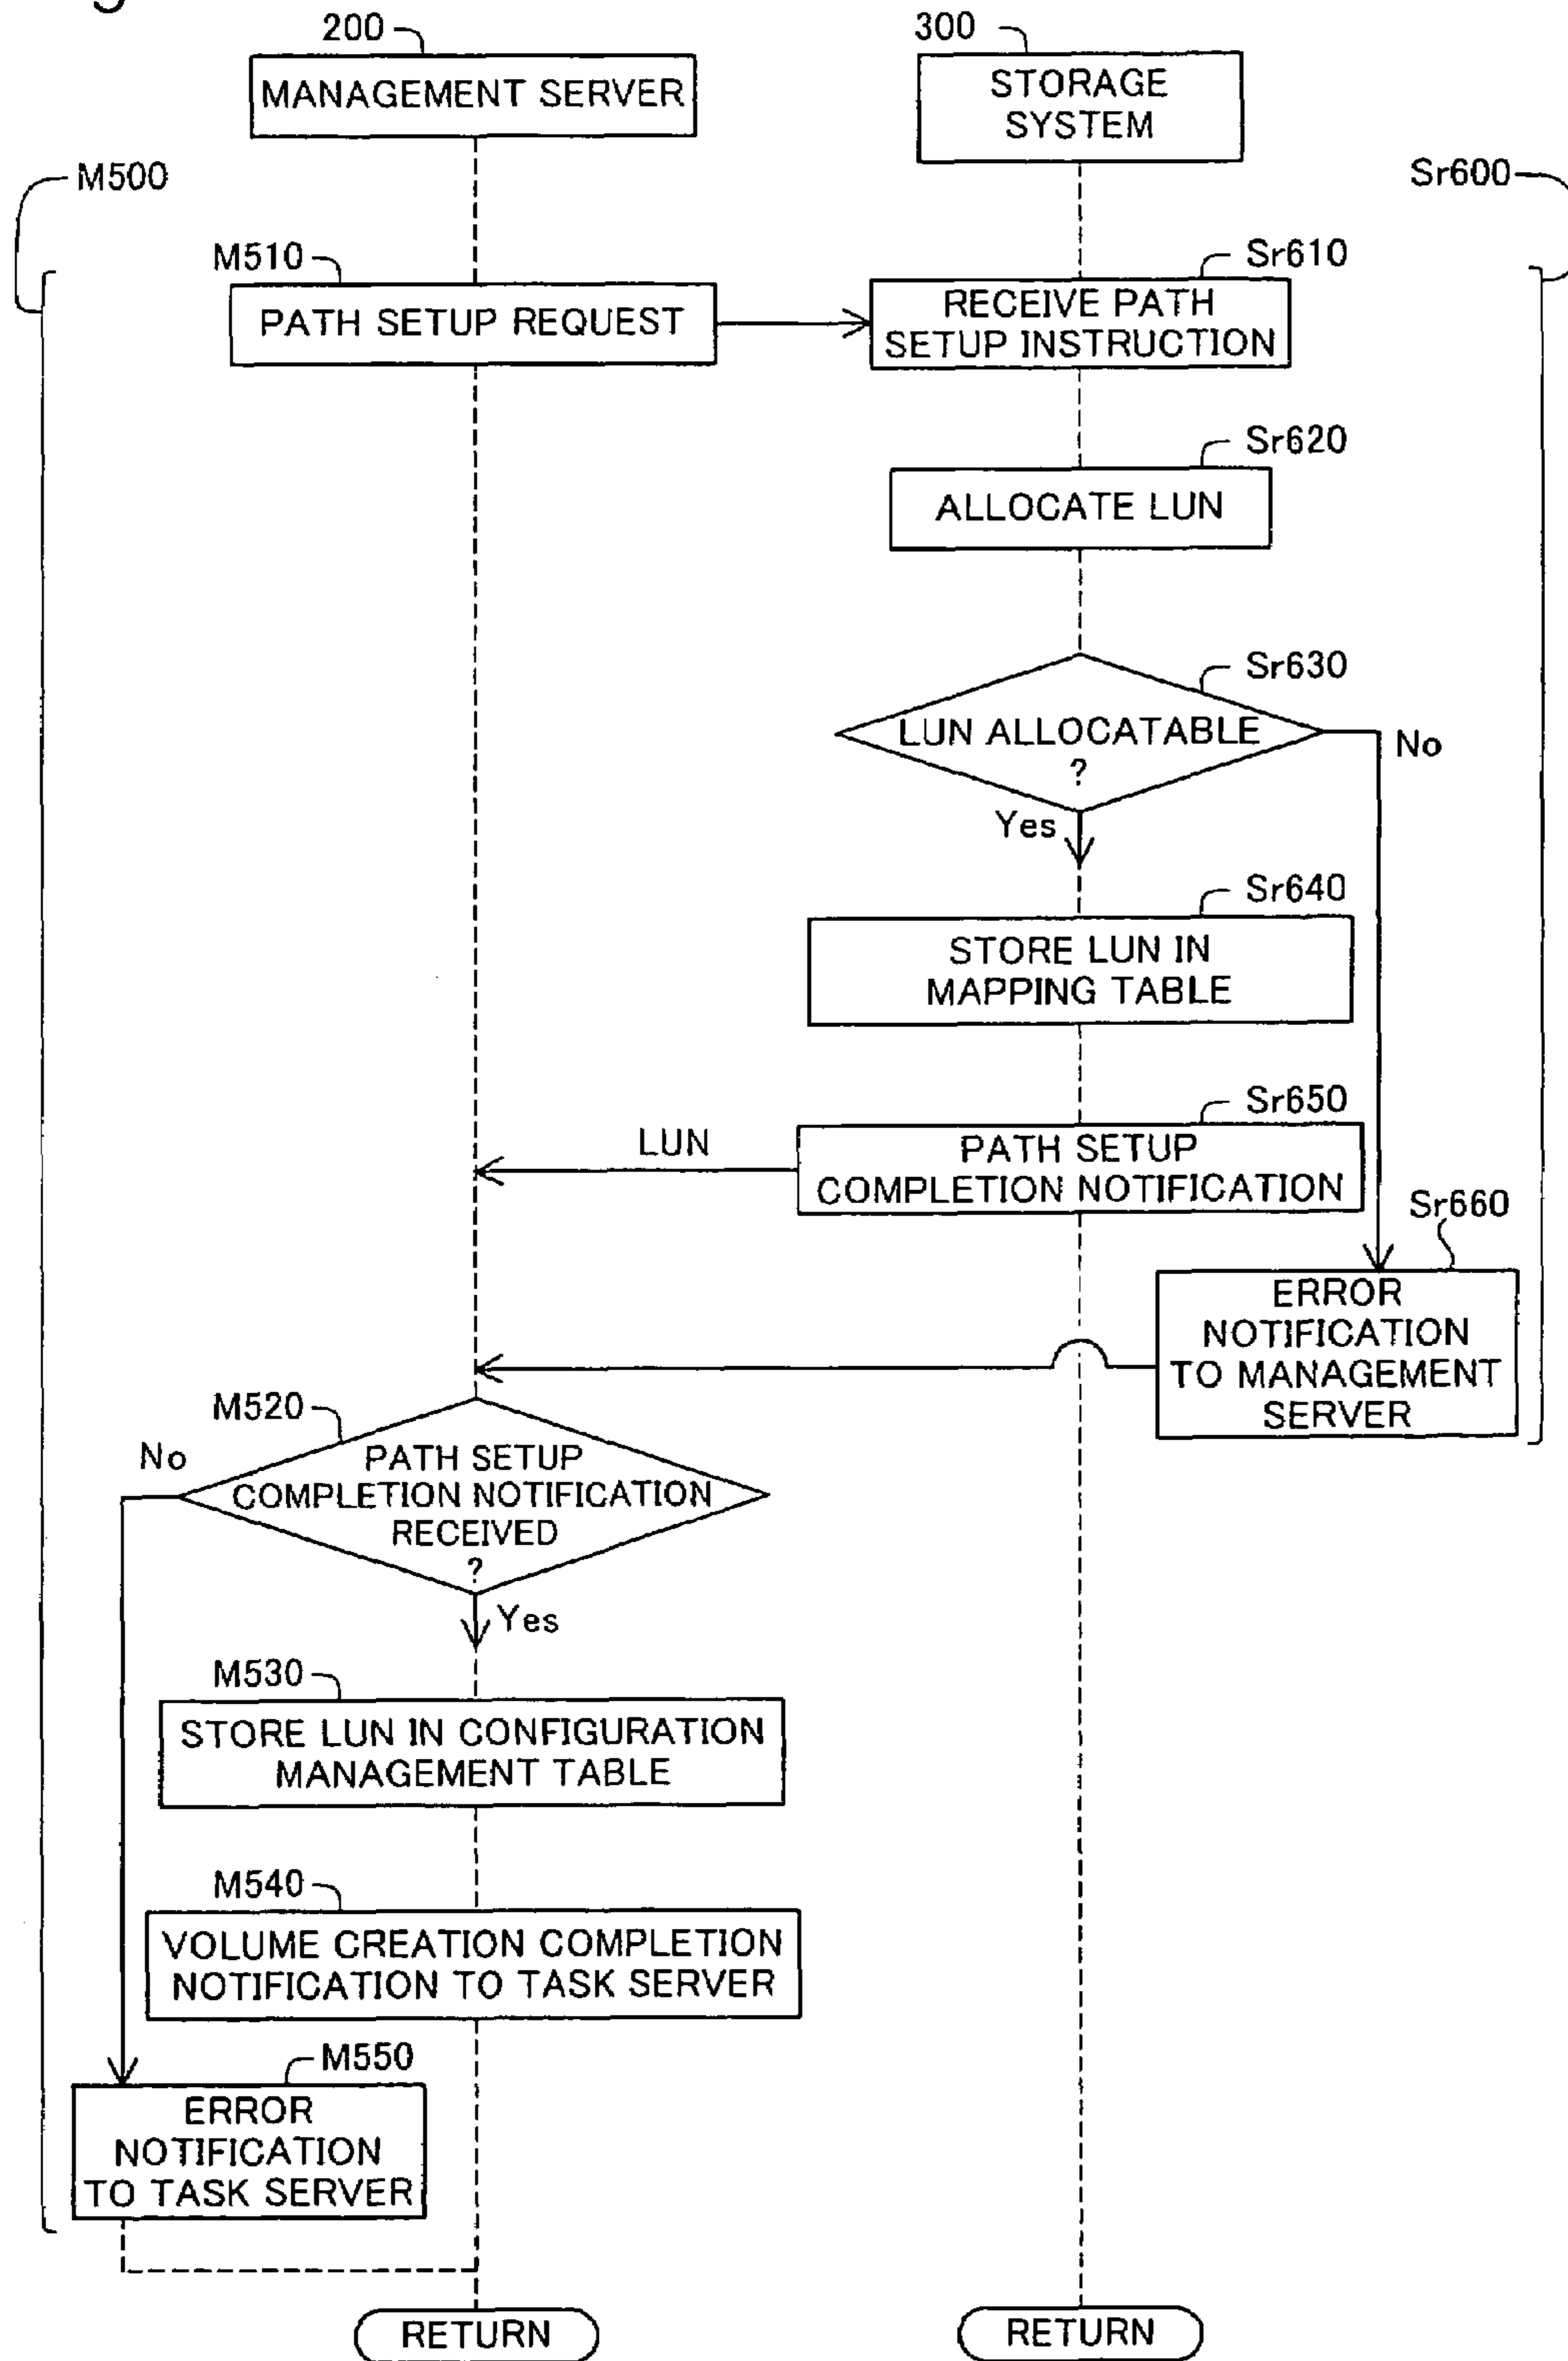 200
300
MANAGEMENT SERVER
STORAGE
SYSTEM
M500
Sr600
M510
Sr610
PATH SETUP REQUEST
RECEIVE PATH
SETUP INSTRUCTION
Sr620
ALLOCATE LUN
Sr630
LUN ALLOCATABLE
?
No
Yes
Sr640
STORE LUN IN
MAPPING TABLE
Sr650
LUN
PATH SETUP
COMPLETION NOTIFICATION
Sr660
ERROR
NOTIFICATION
TO MANAGEMENT
SERVER
M520
No
PATH SETUP
COMPLETION NOTIFICATION
RECEIVED
?
Yes
M530
STORE LUN IN CONFIGURATION
MANAGEMENT TABLE
M540
VOLUME CREATION COMPLETION
NOTIFICATION TO TASK SERVER
M550
ERROR
NOTIFICATION
TO TASK SERVER
RETURN
RETURN